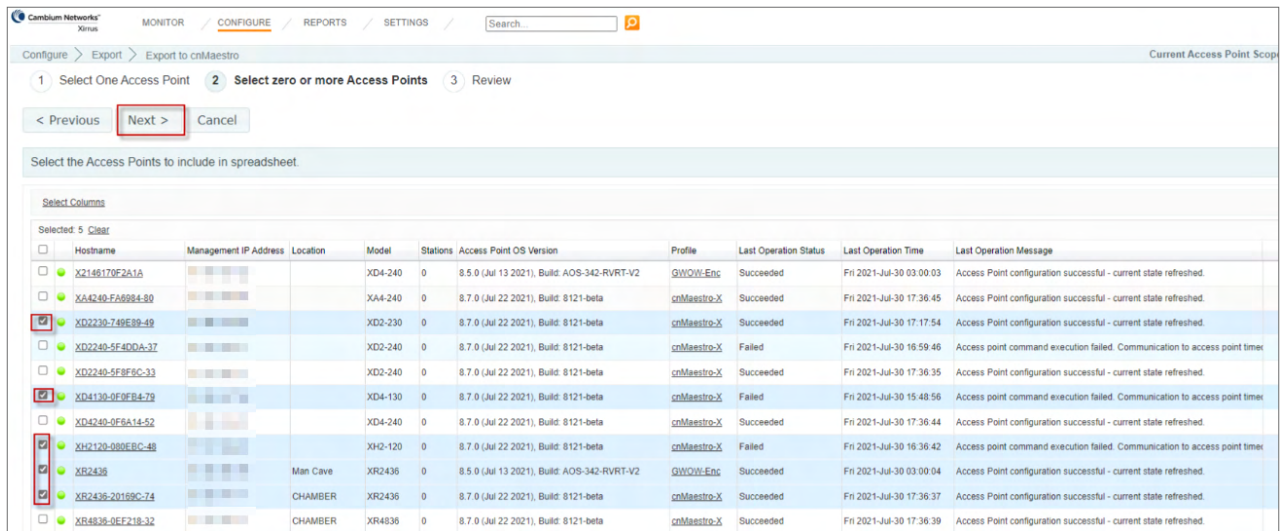 Cambium Networks™
Xirrus
MONITOR / CONFIGURE / REPORTS / SETTINGS / Search...
Configure > Export > Export to cnMaestro Current Access Point Scope
1 Select One Access Point 2 Select zero or more Access Points 3 Review
< Previous Next > Cancel
Select the Access Points to include in spreadsheet.
Select Columns
Selected: 5 Clear
Hostname Management IP Address Location Model Stations Access Point OS Version Profile Last Operation Status Last Operation Time Last Operation Message
X2146170F2A1A XD4-240 0 8.5.0 (Jul 13 2021), Build: AOS-342-RVRT-V2 GWOW-Enc Succeeded Fri 2021-Jul-30 03:00:03 Access Point configuration successful - current state refreshed.
XA4240-FA6984-80 XA4-240 0 8.7.0 (Jul 22 2021), Build: 8121-beta cnMaestro-X Succeeded Fri 2021-Jul-30 17:36:45 Access Point configuration successful - current state refreshed.
XD2230-749E89-49 XD2-230 0 8.7.0 (Jul 22 2021), Build: 8121-beta cnMaestro-X Succeeded Fri 2021-Jul-30 17:17:54 Access Point configuration successful - current state refreshed.
XD2240-5F4DDA-37 XD2-240 0 8.7.0 (Jul 22 2021), Build: 8121-beta cnMaestro-X Failed Fri 2021-Jul-30 16:59:46 Access point command execution failed. Communication to access point timed
XD2240-5F8F6C-33 XD2-240 0 8.7.0 (Jul 22 2021), Build: 8121-beta cnMaestro-X Succeeded Fri 2021-Jul-30 17:36:35 Access Point configuration successful - current state refreshed.
XD4130-0F0FB4-79 XD4-130 0 8.7.0 (Jul 22 2021), Build: 8121-beta cnMaestro-X Failed Fri 2021-Jul-30 15:48:56 Access point command execution failed. Communication to access point timed
XD4240-0F6A14-52 XD4-240 0 8.7.0 (Jul 22 2021), Build: 8121-beta cnMaestro-X Succeeded Fri 2021-Jul-30 17:36:44 Access Point configuration successful - current state refreshed.
XH2120-080EBC-48 XH2-120 0 8.7.0 (Jul 22 2021), Build: 8121-beta cnMaestro-X Failed Fri 2021-Jul-30 16:36:42 Access point command execution failed. Communication to access point timed
XR2436 Man Cave XR2436 0 8.5.0 (Jul 13 2021), Build: AOS-342-RVRT-V2 GWOW-Enc Succeeded Fri 2021-Jul-30 03:00:04 Access Point configuration successful - current state refreshed.
XR2436-20169C-74 CHAMBER XR2436 0 8.7.0 (Jul 22 2021), Build: 8121-beta cnMaestro-X Succeeded Fri 2021-Jul-30 17:36:37 Access Point configuration successful - current state refreshed.
XR4836-0EF218-32 CHAMBER XR4836 0 8.7.0 (Jul 22 2021), Build: 8121-beta cnMaestro-X Succeeded Fri 2021-Jul-30 17:36:39 Access Point configuration successful - current state refreshed.